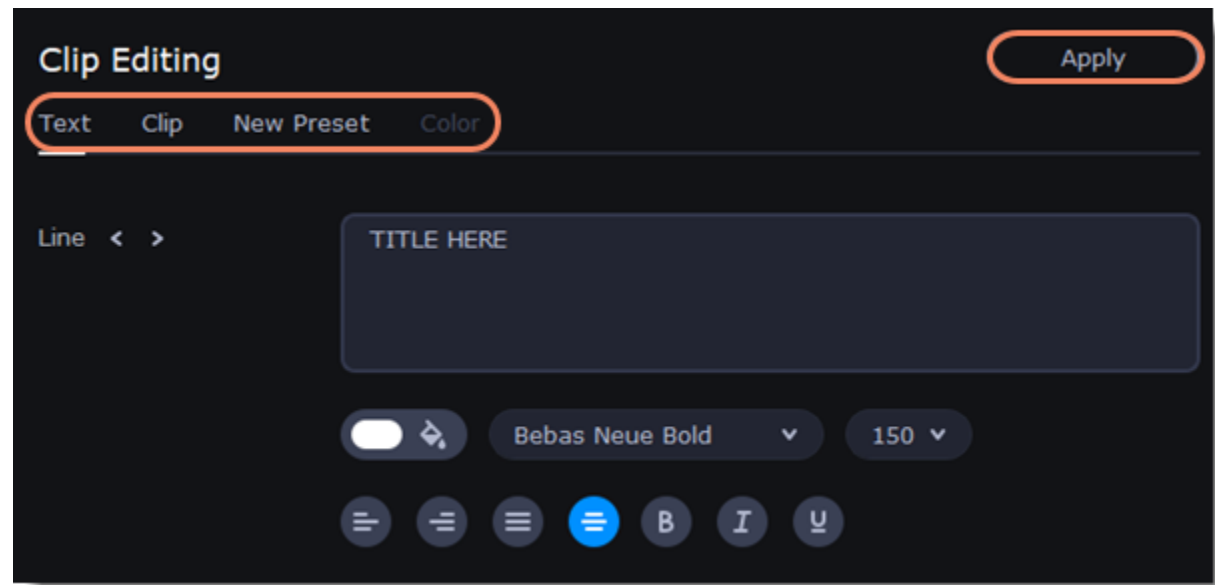 Clip Editing Apply
Text Clip New Preset Color
Line < > TITLE HERE
Bebas Neue Bold 150
B I U